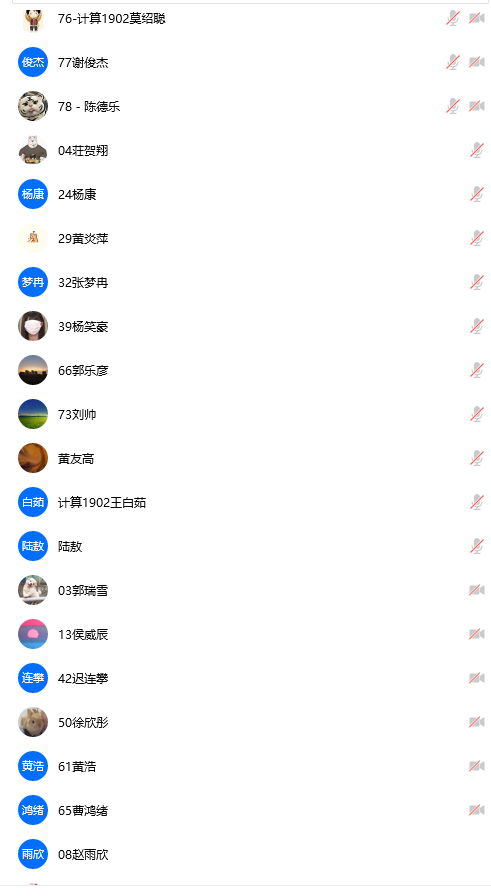 76-计算1902莫绍聪
俊杰 77谢俊杰
78 - 陈德乐
04荘贺翔
杨康 24杨康
29黄炎萍
梦冉 32张梦冉
39杨笑豪
66郭乐彦
73刘帅
黄友高
白茹 计算1902王白茹
陆敖 陆敖
03郭瑞雪
13侯威辰
连攀 42迟连攀
50徐欣彤
黄浩 61黄浩
鸿绪 65曹鸿绪
雨欣 08赵雨欣